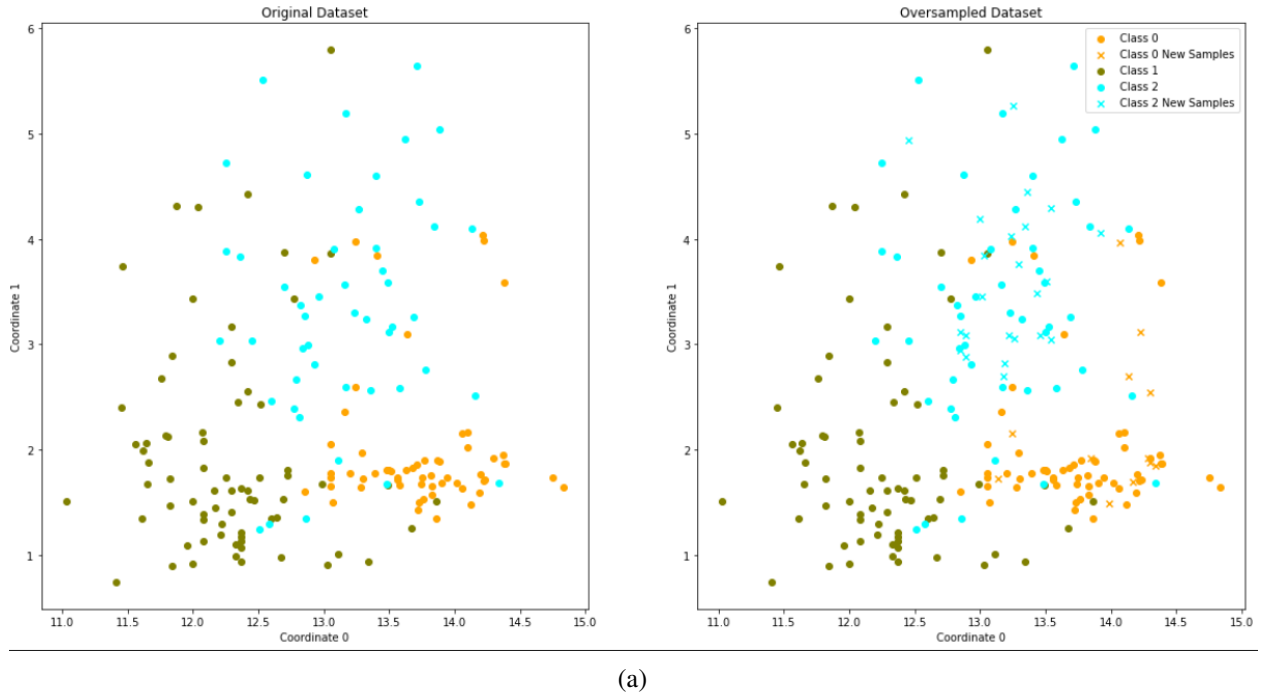 Original Dataset
6
5
4
3
2
1
Coordinate 1
11.0 11.5 12.0 12.5 13.0 13.5 14.0 14.5 15.0
Coordinate 0
Oversampled Dataset
Class 0
Class 0 New Samples
Class 1
Class 2
Class 2 New Samples
6
5
4
3
2
1
Coordinate 1
11.0 11.5 12.0 12.5 13.0 13.5 14.0 14.5 15.0
Coordinate 0
(a)